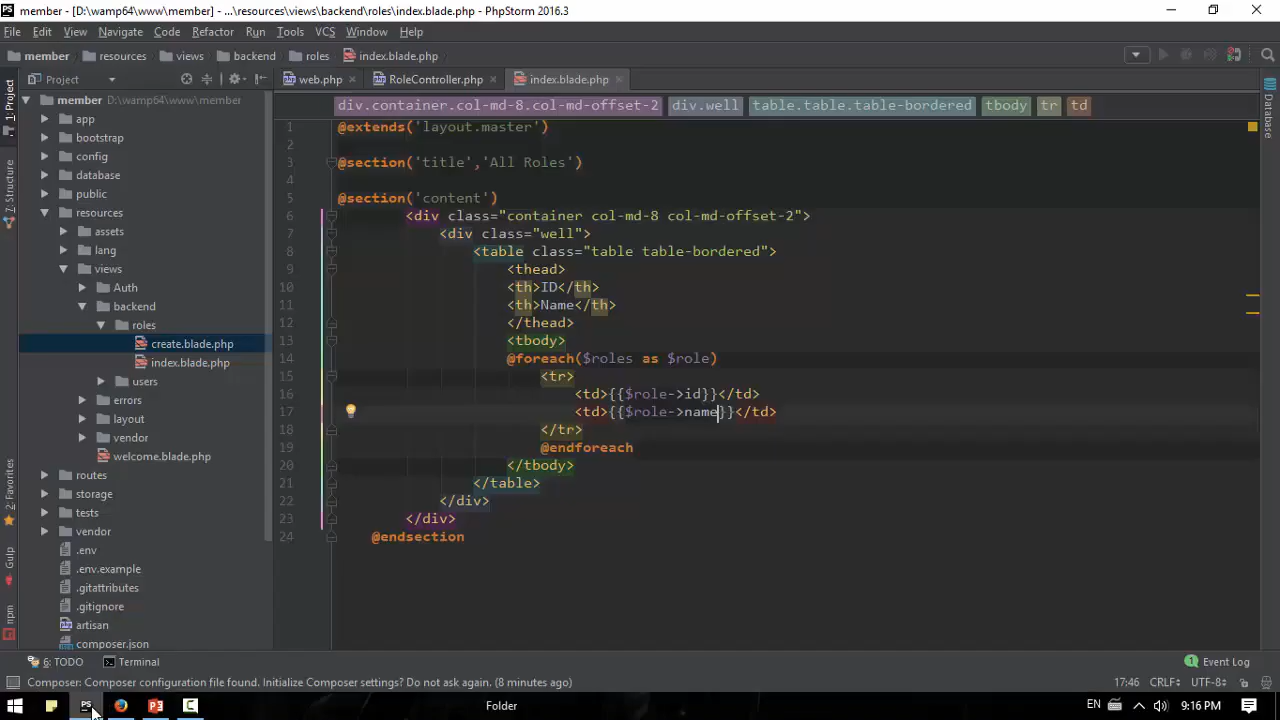 member - [D:\wamp64\www\member] - ...\resources\views\backend\roles\index.blade.php - PhpStorm 2016.3
File Edit View Navigate Code Refactor Run Tools VCS Window Help
member resources views backend roles index.blade.php
1: Project
7: Structure
2: Favorites
Gulp
npm
Project
member D:\wamp64\www\member
app
bootstrap
config
database
public
resources
assets
lang
views
Auth
backend
roles
create.blade.php
index.blade.php
users
errors
layout
vendor
welcome.blade.php
routes
storage
tests
vendor
.env
.env.example
.gitattributes
.gitignore
artisan
composer.json
web.php RoleController.php index.blade.php
div.container.col-md-8.col-md-offset-2 div.well table.table.table-bordered tbody tr td
1 @extends('layout.master')
2
3 @section('title','All Roles')
4
5 @section('content')
6 <div class="container col-md-8 col-md-offset-2">
7 <div class="well">
8 <table class="table table-bordered">
9 <thead>
10 <th>ID</th>
11 <th>Name</th>
12 </thead>
13 <tbody>
14 @foreach($roles as $role)
15 <tr>
16 <td>{{$role->id}}</td>
17 <td>{{$role->name}}</td>
18 </tr>
19 @endforeach
20 </tbody>
21 </table>
22 </div>
23 </div>
24 @endsection
Database
6: TODO Terminal
1 Event Log
Composer: Composer configuration file found. Initialize Composer settings? Do not ask again. (8 minutes ago)
17:46 CRLF÷ UTF-8÷
PS
Folder
EN 9:16 PM